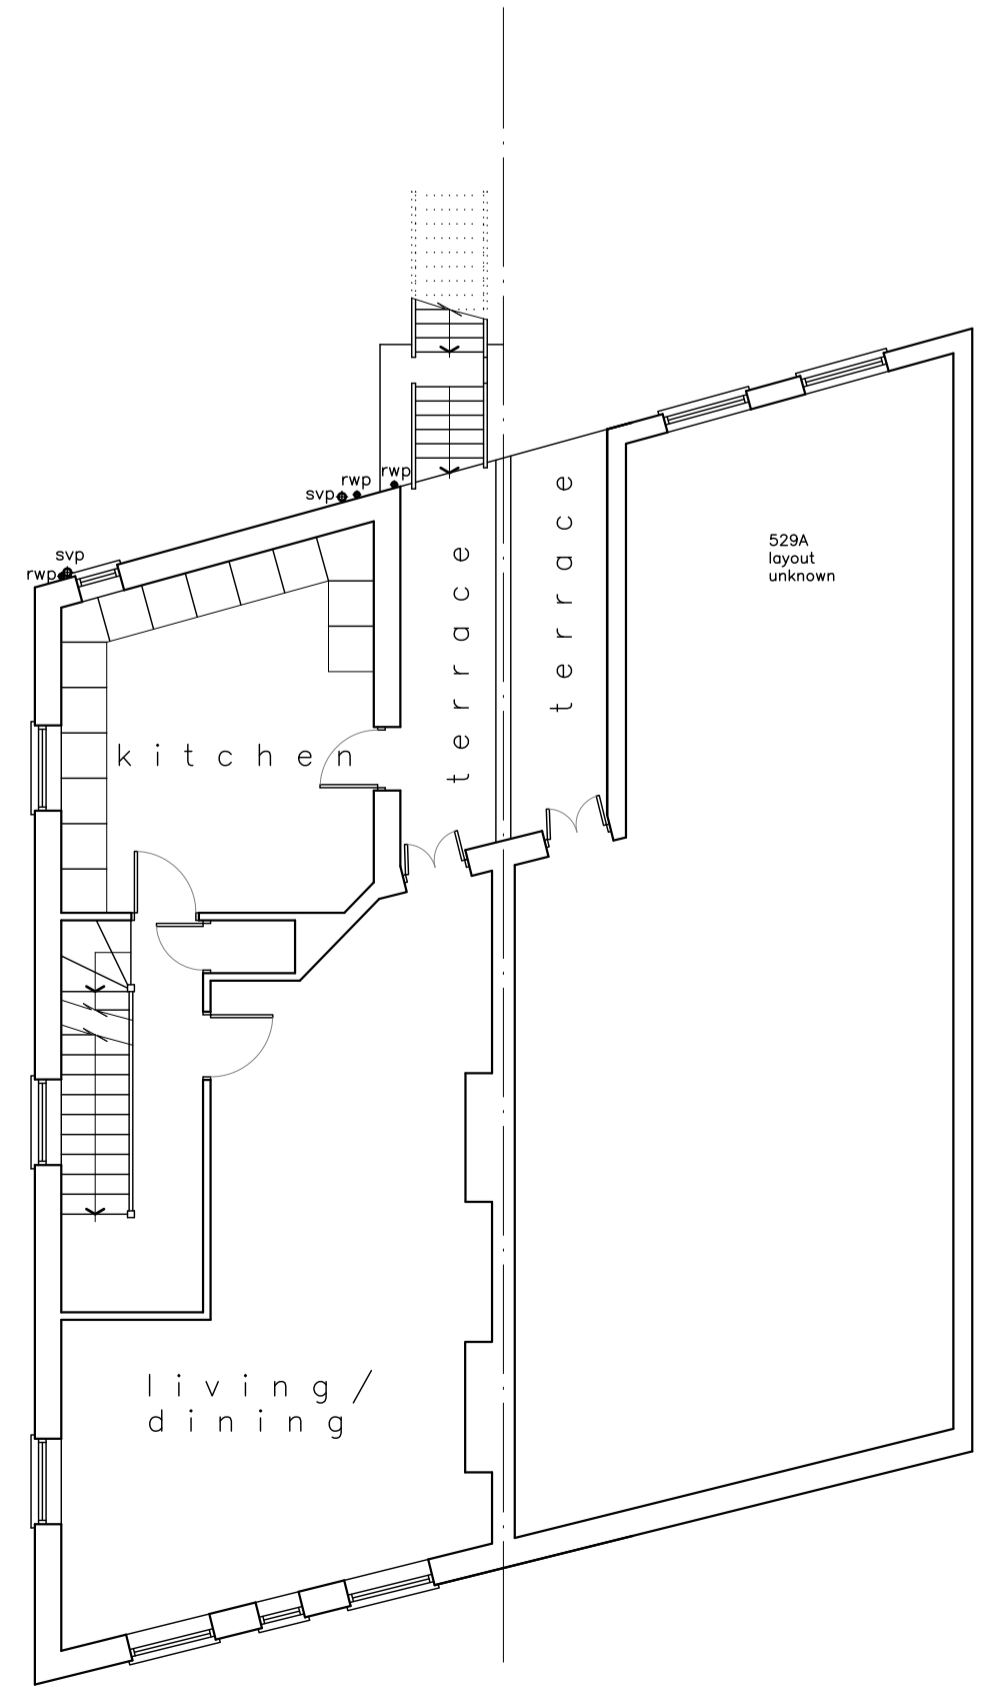 rwp
rwp
svp
svp
rwp
terrace
terrace
529A
layout
unknown
kitchen
living/
dining